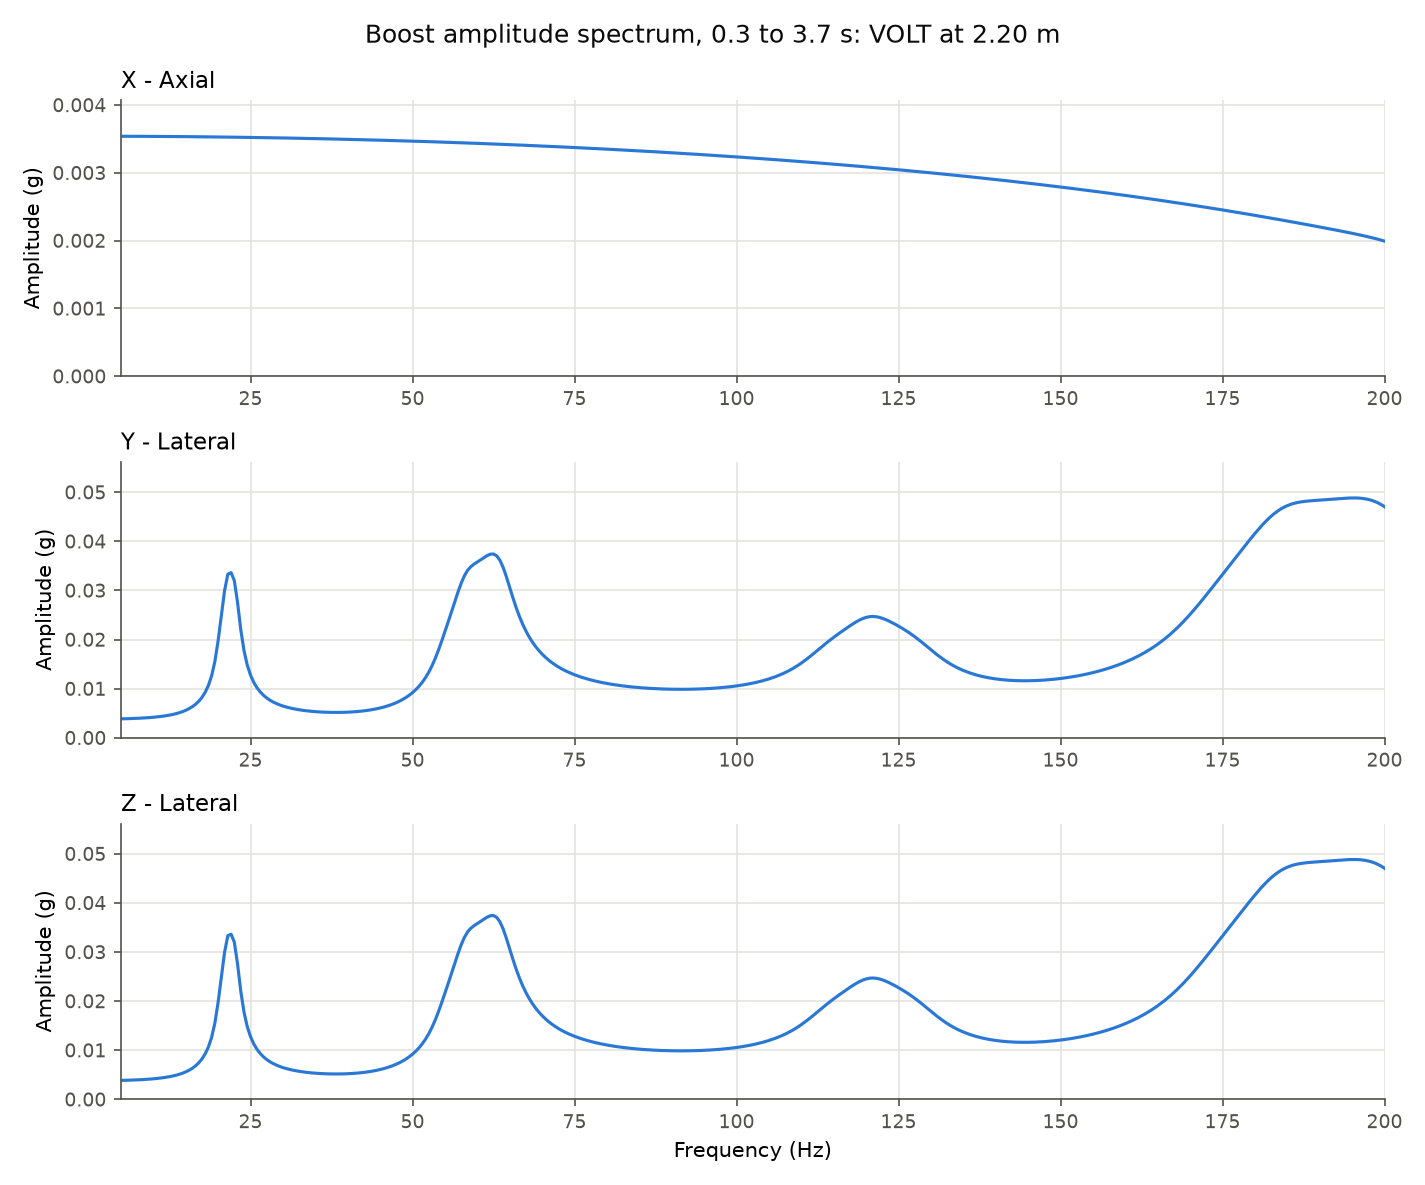 Boost amplitude spectrum, 0.3 to 3.7 s: VOLT at 2.20 m
X - Axial
Amplitude (g)
0.004
0.003
0.002
0.001
0.000
25 50 75 100 125 150 175 200
Y - Lateral
Amplitude (g)
0.05
0.04
0.03
0.02
0.01
0.00
25 50 75 100 125 150 175 200
Z - Lateral
Amplitude (g)
0.05
0.04
0.03
0.02
0.01
0.00
25 50 75 100 125 150 175 200
Frequency (Hz)